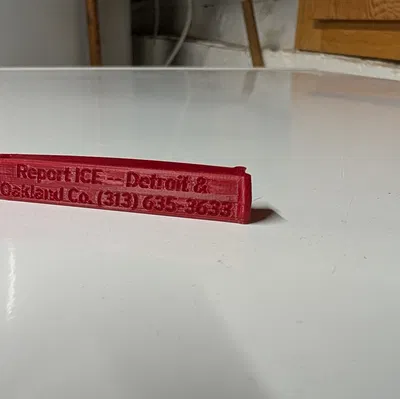 Report ICE -- Detroit &
Oakland Co. (313) 635-3633